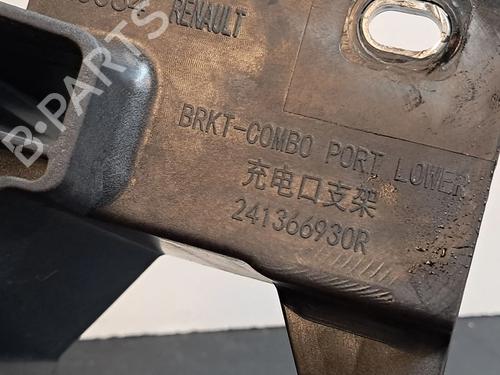 RENAULT
BRKT-COMBO PORT LOWER
充电口支架
241366930R
B-PARTS